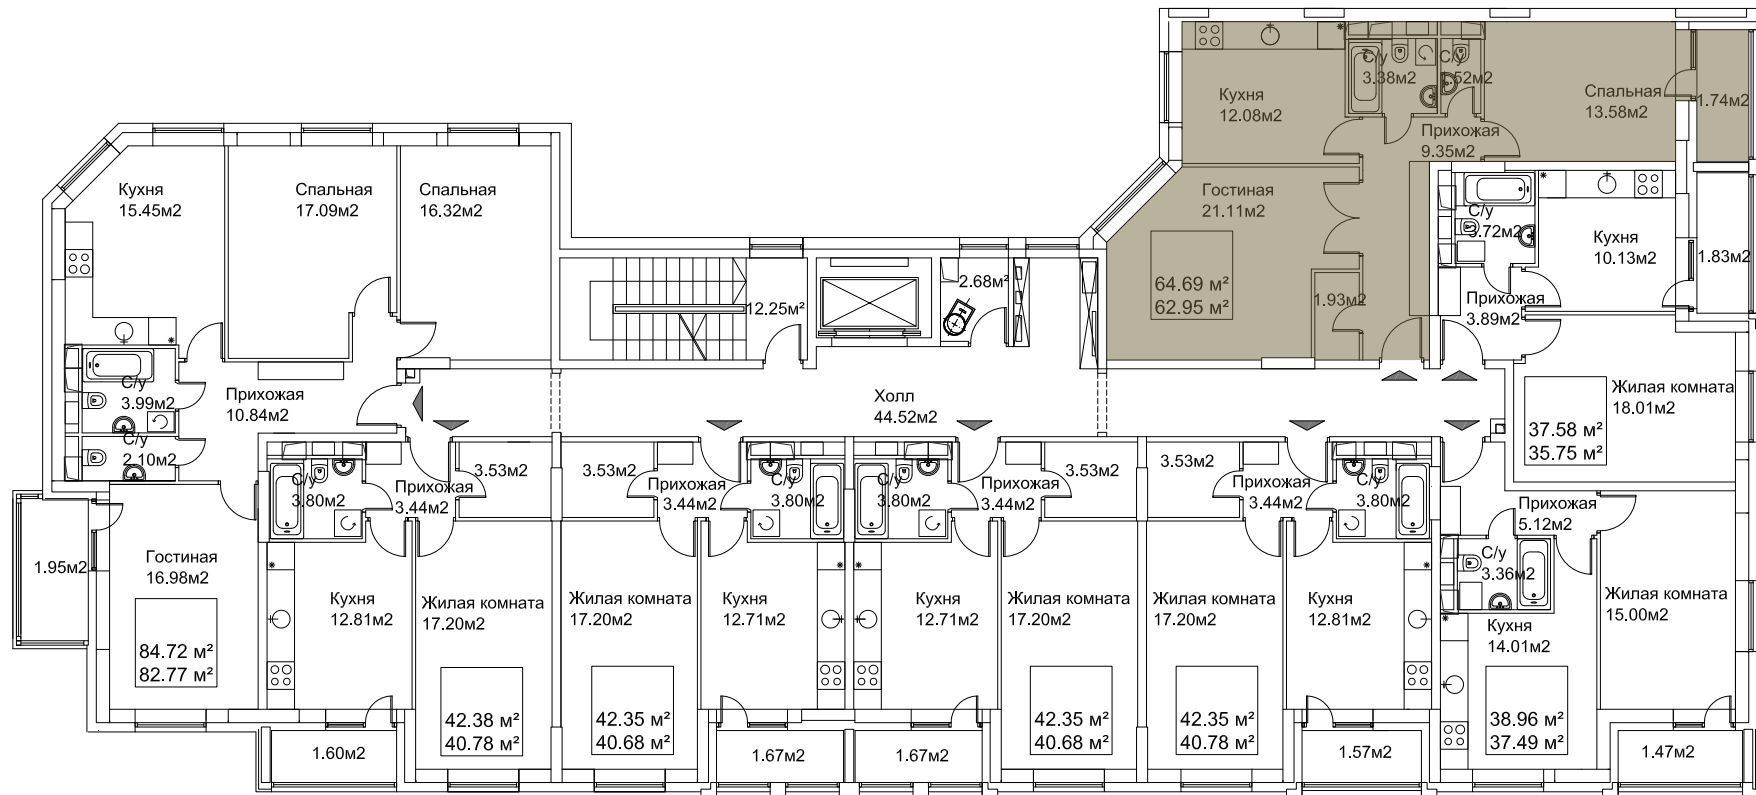 Кухня
12.08м2
С/у
3.38м2
С/у
.52м2
Спальная
13.58м2
1.74м2
Прихожая
9.35м2
Гостиная
21.11м2
64.69 м²
62.95 м²
1.93м2
Кухня
15.45м2
Спальная
17.09м2
Спальная
16.32м2
С/у
3.99м2
С/у
2.10м2
Прихожая
10.84м2
Гостиная
16.98м2
1.95м2
84.72 м²
82.77 м²
12.25м²
2.68м²
Холл
44.52м2
С/у
3.72м2
Кухня
10.13м2
1.83м2
Прихожая
3.89м2
Жилая комната
18.01м2
37.58 м²
35.75 м²
С/у
3.80м2
Прихожая
3.44м2
3.53м2
Кухня
12.81м2
Жилая комната
17.20м2
42.38 м²
40.78 м²
1.60м2
3.53м2
Прихожая
3.44м2
С/у
3.80м2
Жилая комната
17.20м2
Кухня
12.71м2
42.35 м²
40.68 м²
1.67м2
С/у
3.80м2
Прихожая
3.44м2
3.53м2
Кухня
12.71м2
Жилая комната
17.20м2
42.35 м²
40.68 м²
1.67м2
3.53м2
Прихожая
3.44м2
С/у
3.80м2
Жилая комната
17.20м2
Кухня
12.81м2
42.35 м²
40.78 м²
1.57м2
Прихожая
5.12м2
С/у
3.36м2
Кухня
14.01м2
Жилая комната
15.00м2
38.96 м²
37.49 м²
1.47м2